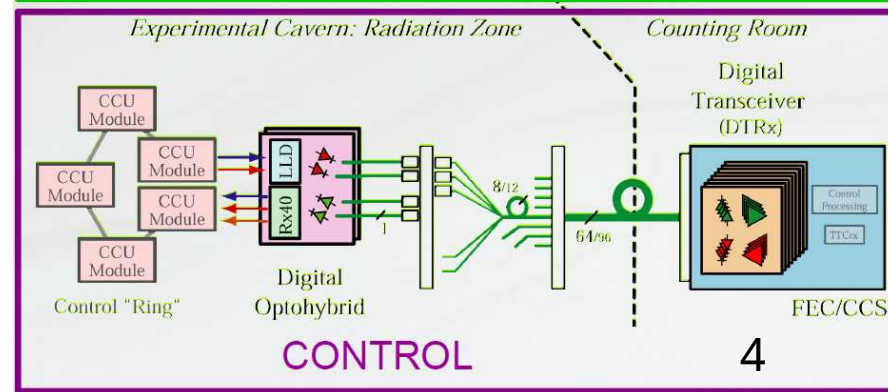 Experimental Cavern: Radiation Zone
Counting Room
Digital
Transceiver
(DTRx)
CCU
Module
CCU
Module
CCU
Module
CCU
Module
CCU
Module
LLD
Rx40
1
8/12
64/96
Control
Processing
TTCrx
Control "Ring"
Digital
Optohybrid
FEC/CCS
CONTROL
4